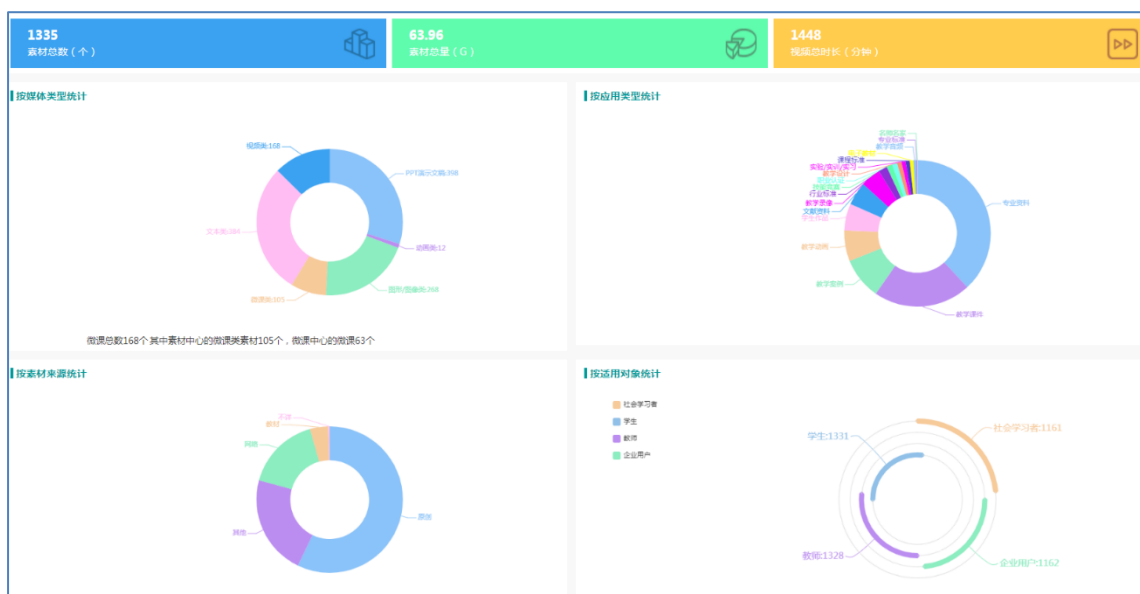 1335
素材总数（个）
63.96
素材总量（G）
1448
视频总时长（分钟）
按媒体类型统计
视频类:168
PPT演示文稿:398
动画类:12
图形/图像类:268
微课类:105
微课总数168个 其中素材中心的微课类素材105个，微课中心的微课63个
按应用类型统计
专业标准
课程标准
实验/实训/实习
教学设计
行业标准
教学录像
文献资料
学生作品
教学动画
教学案例
教学课件
专业资料
按素材来源统计
教材
网路
其他
原创
按适用对象统计
社会学习者
学生
教师
企业用户
学生:1331
社会学习者:1161
教师:1328
企业用户:1162